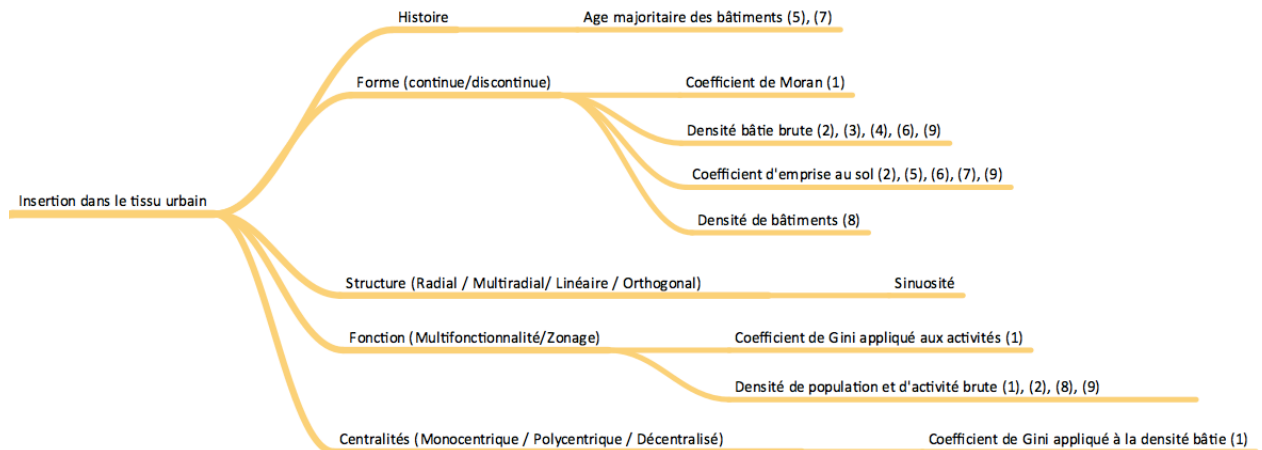 Histoire
Age majoritaire des bâtiments (5), (7)
Forme (continue/discontinue)
Coefficient de Moran (1)
Densité bâtie brute (2), (3), (4), (6), (9)
Coefficient d'emprise au sol (2), (5), (6), (7), (9)
Insertion dans le tissu urbain
Densité de bâtiments (8)
Structure (Radial / Multiradial/ Linéaire / Orthogonal)
Sinuosité
Fonction (Multifonctionnalité/Zonage)
Coefficient de Gini appliqué aux activités (1)
Densité de population et d'activité brute (1), (2), (8), (9)
Centralités (Monocentrique / Polycentrique / Décentralisé)
Coefficient de Gini appliqué à la densité bâtie (1)